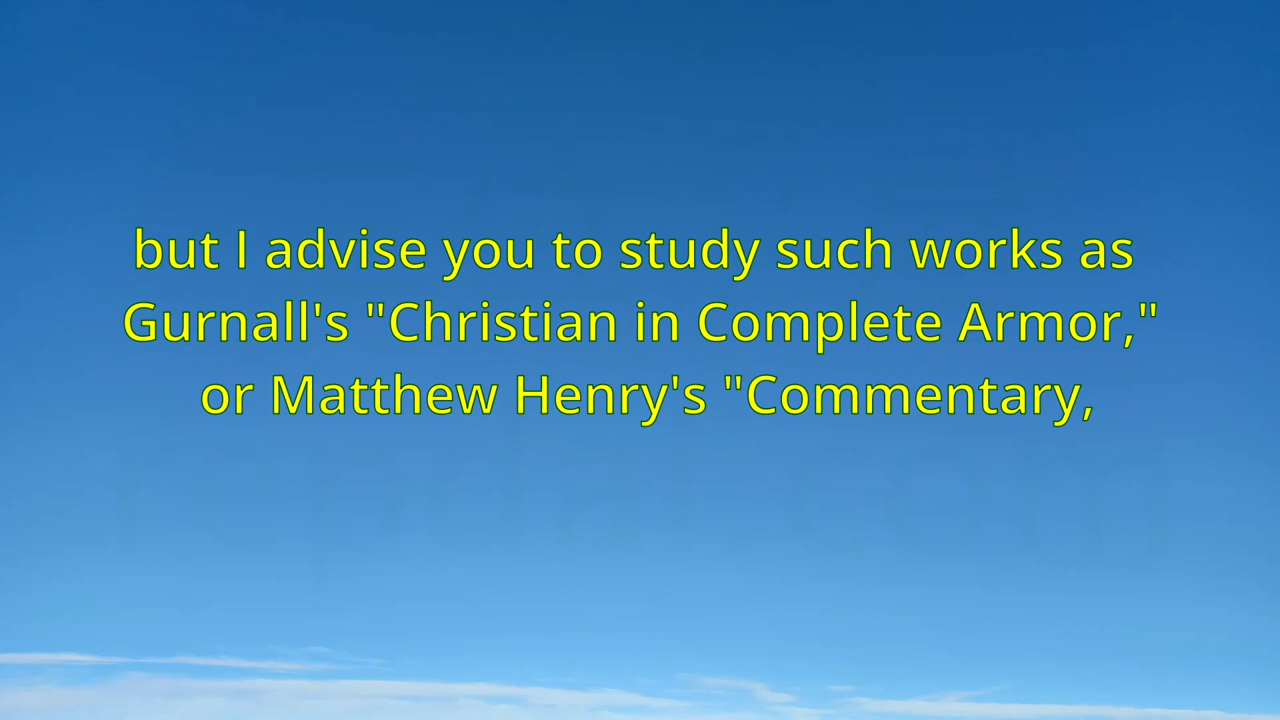 but I advise you to study such works as
Gurnall's "Christian in Complete Armor,"
or Matthew Henry's "Commentary,